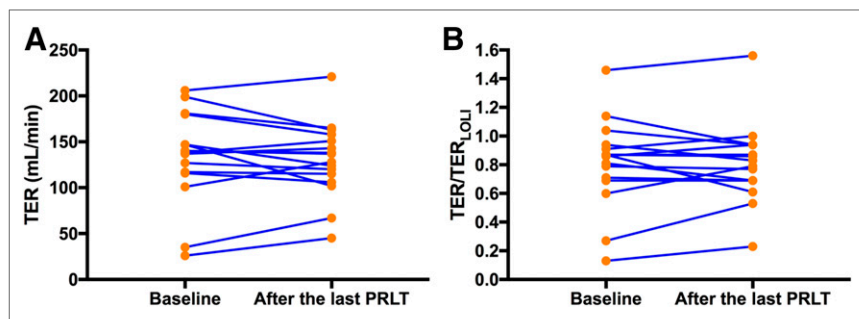 A
TER (mL/min)
250
200
150
100
50
0
Baseline
After the last PRLT
B
TER/TER_LOLI
1.6
1.4
1.2
1.0
0.8
0.6
0.4
0.2
0.0
Baseline
After the last PRLT